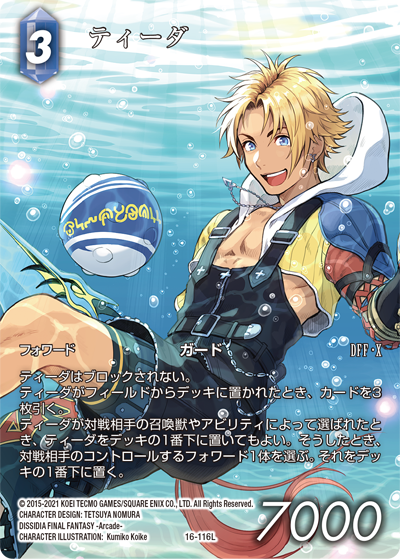 3
ティーダ
フォワード
ガード
DFF・X
ティーダはブロックされない。
ティーダがフィールドからデッキに置かれたとき、カードを3
枚引く。
ティーダが対戦相手の召喚獣やアビリティによって選ばれたと
き、ティーダをデッキの1番下に置いてもよい。そうしたとき、
対戦相手のコントロールするフォワード1体を選ぶ。それをデッ
キの1番下に置く。
© 2015-2021 KOEI TECMO GAMES/SQUARE ENIX CO., LTD. All Rights Reserved.
CHARACTER DESIGN: TETSUYA NOMURA
DISSIDIA FINAL FANTASY -Arcade-
CHARACTER ILLUSTRATION: Kumiko Koike
16-116L
7000